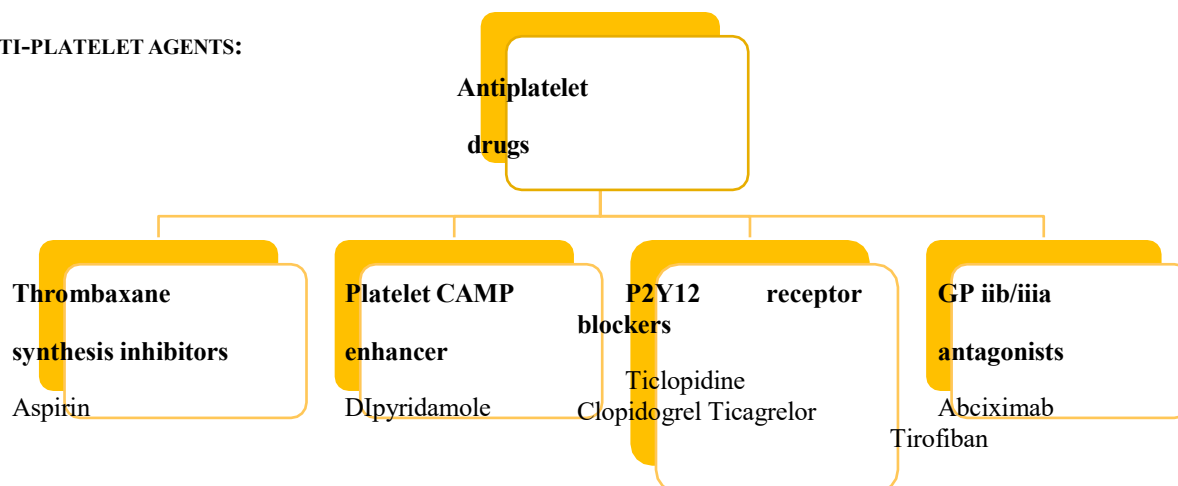 TI-PLATELET AGENTS:
Antiplatelet
drugs
Thrombaxane
synthesis inhibitors
Aspirin
Platelet CAMP
enhancer
DIpyridamole
P2Y12 receptor
blockers
Ticlopidine
Clopidogrel Ticagrelor
GP iib/iiia
antagonists
Abciximab
Tirofiban